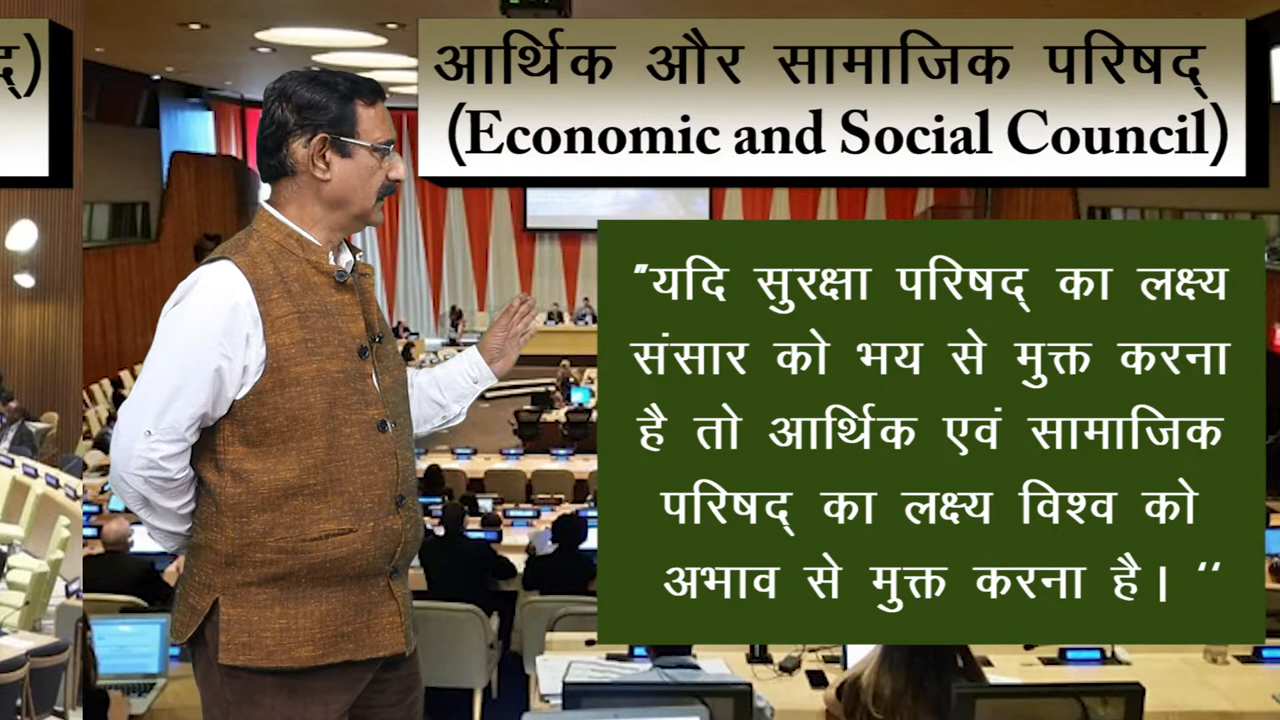 आर्थिक और सामाजिक परिषद्
(Economic and Social Council)
"यदि सुरक्षा परिषद् का लक्ष्य
संसार को भय से मुक्त करना
है तो आर्थिक एवं सामाजिक
परिषद् का लक्ष्य विश्व को
अभाव से मुक्त करना है। ‘‘